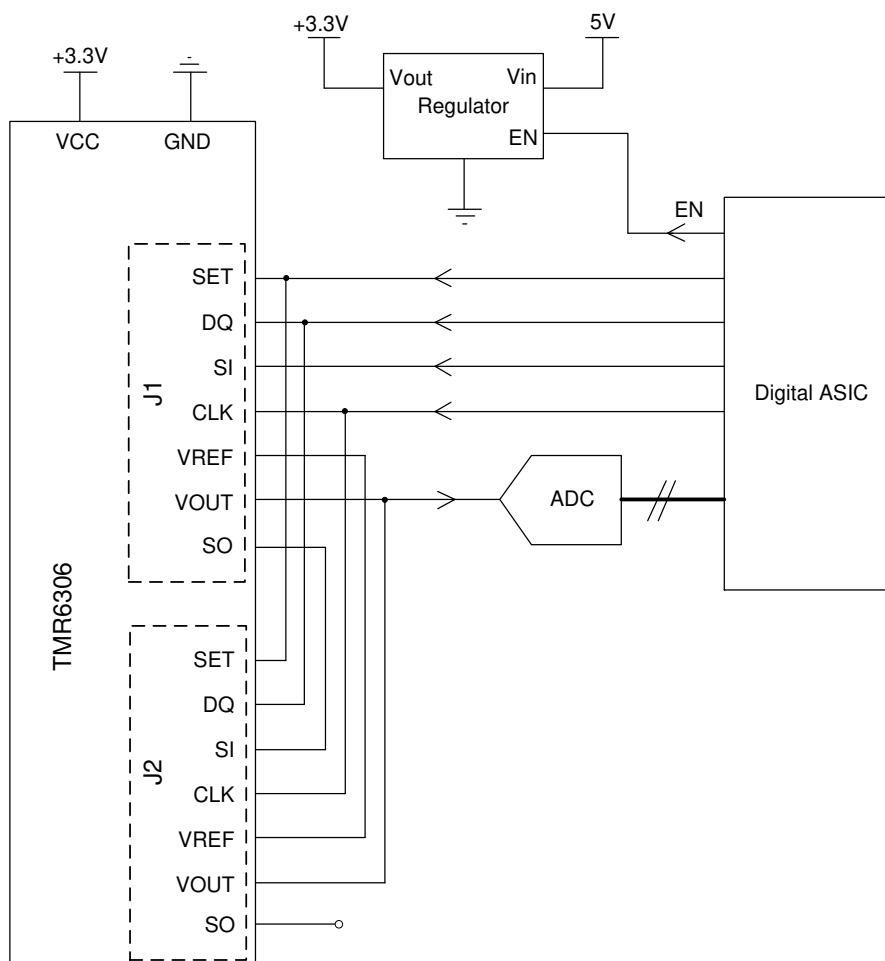 +3.3V
VCC
GND
+3.3V
5V
Vout
Vin
Regulator
EN
EN
Digital ASIC
ADC
TMR6306
J1
SET
DQ
SI
CLK
VREF
VOUT
SO
J2
SET
DQ
SI
CLK
VREF
VOUT
SO